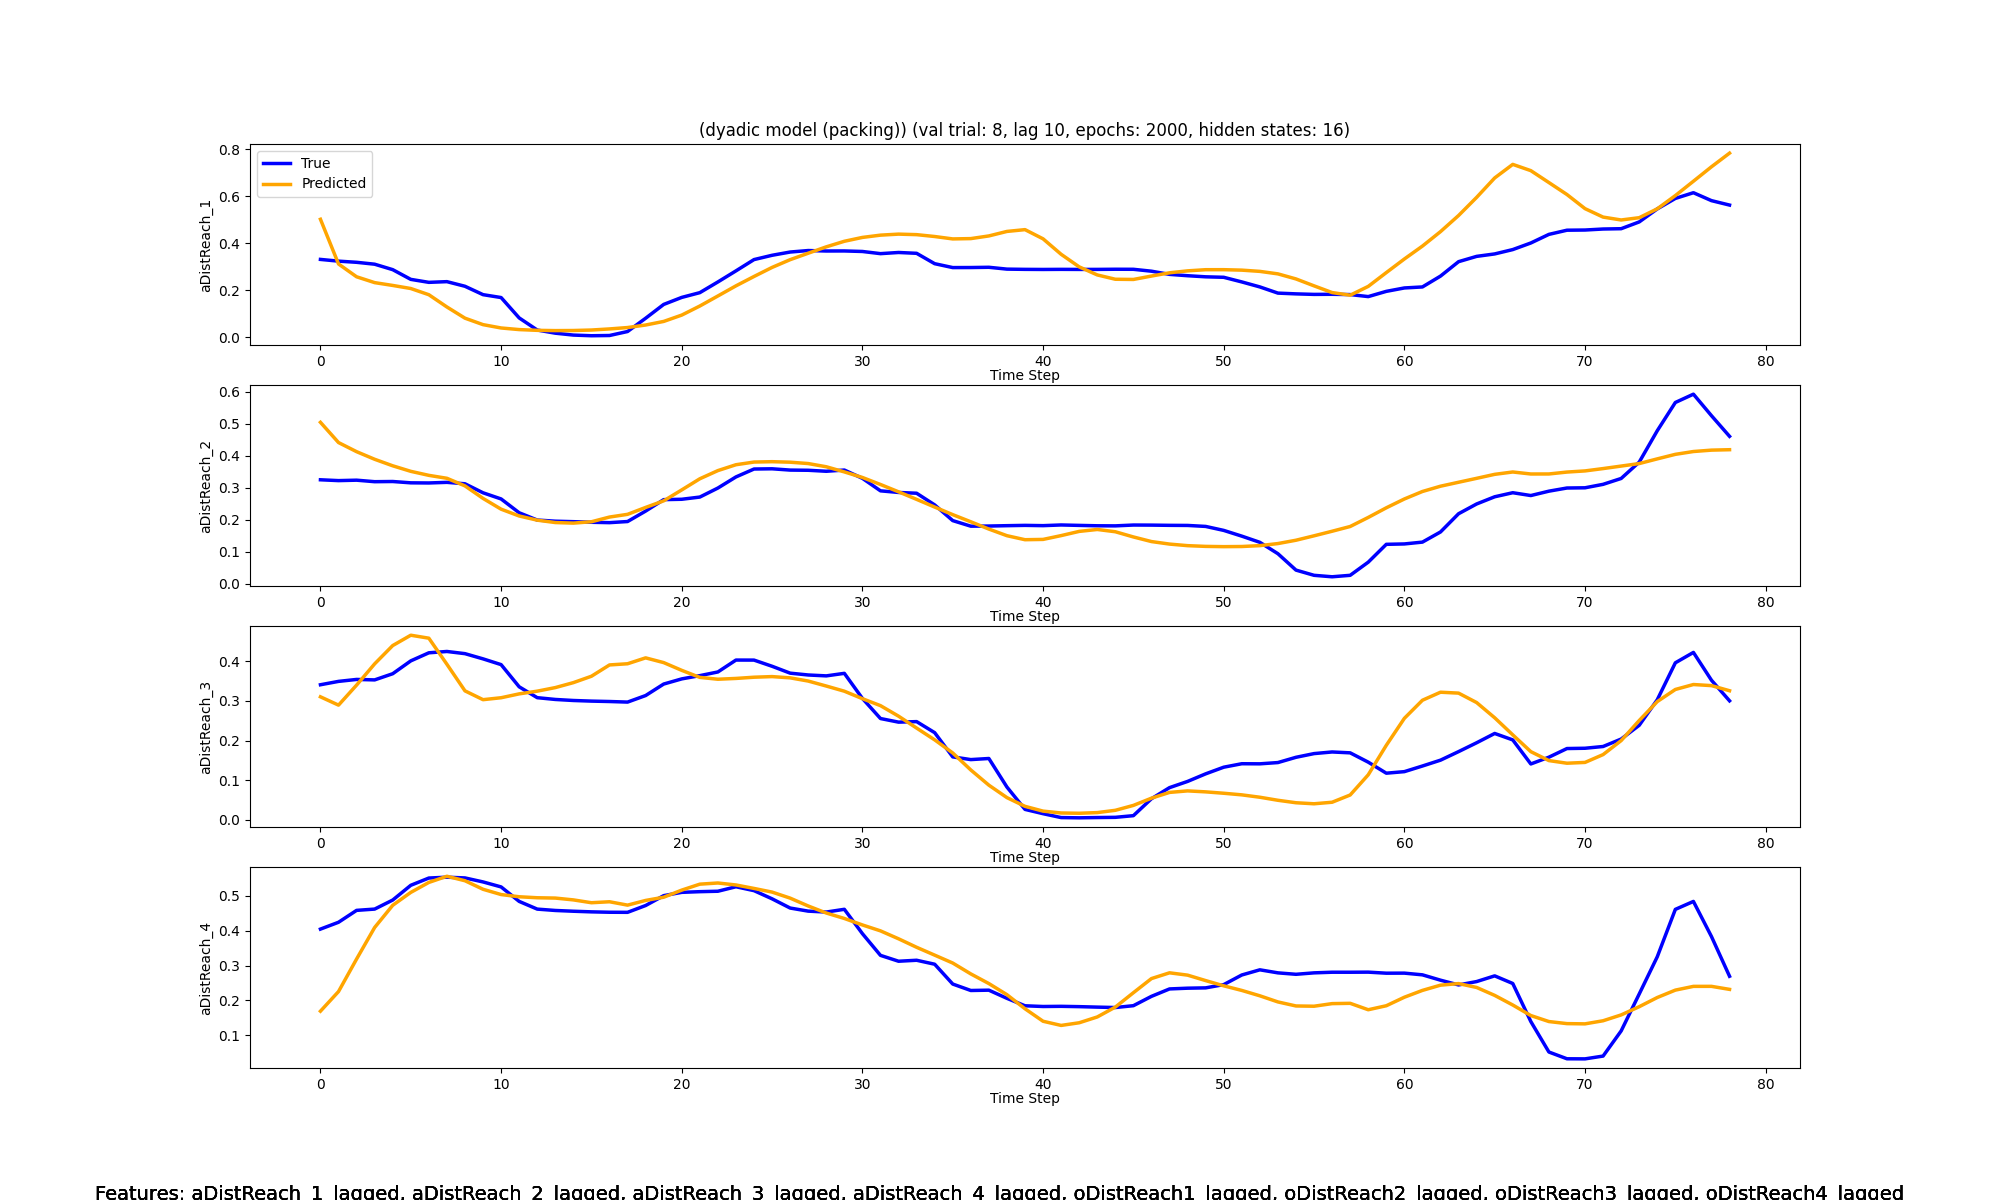 (dyadic model (packing)) (val trial: 8, lag 10, epochs: 2000, hidden states: 16)
True
Predicted
aDistReach_1
0.8
0.6
0.4
0.2
0.0
0 10 20 30 40 50 60 70 80
Time Step
aDistReach_2
0.6
0.5
0.4
0.3
0.2
0.1
0.0
0 10 20 30 40 50 60 70 80
Time Step
aDistReach_3
0.4
0.3
0.2
0.1
0.0
0 10 20 30 40 50 60 70 80
Time Step
aDistReach_4
0.5
0.4
0.3
0.2
0.1
0 10 20 30 40 50 60 70 80
Time Step
Features: aDistReach_1_lagged, aDistReach_2_lagged, aDistReach_3_lagged, aDistReach_4_lagged, oDistReach1_lagged, oDistReach2_lagged, oDistReach3_lagged, oDistReach4_lagged